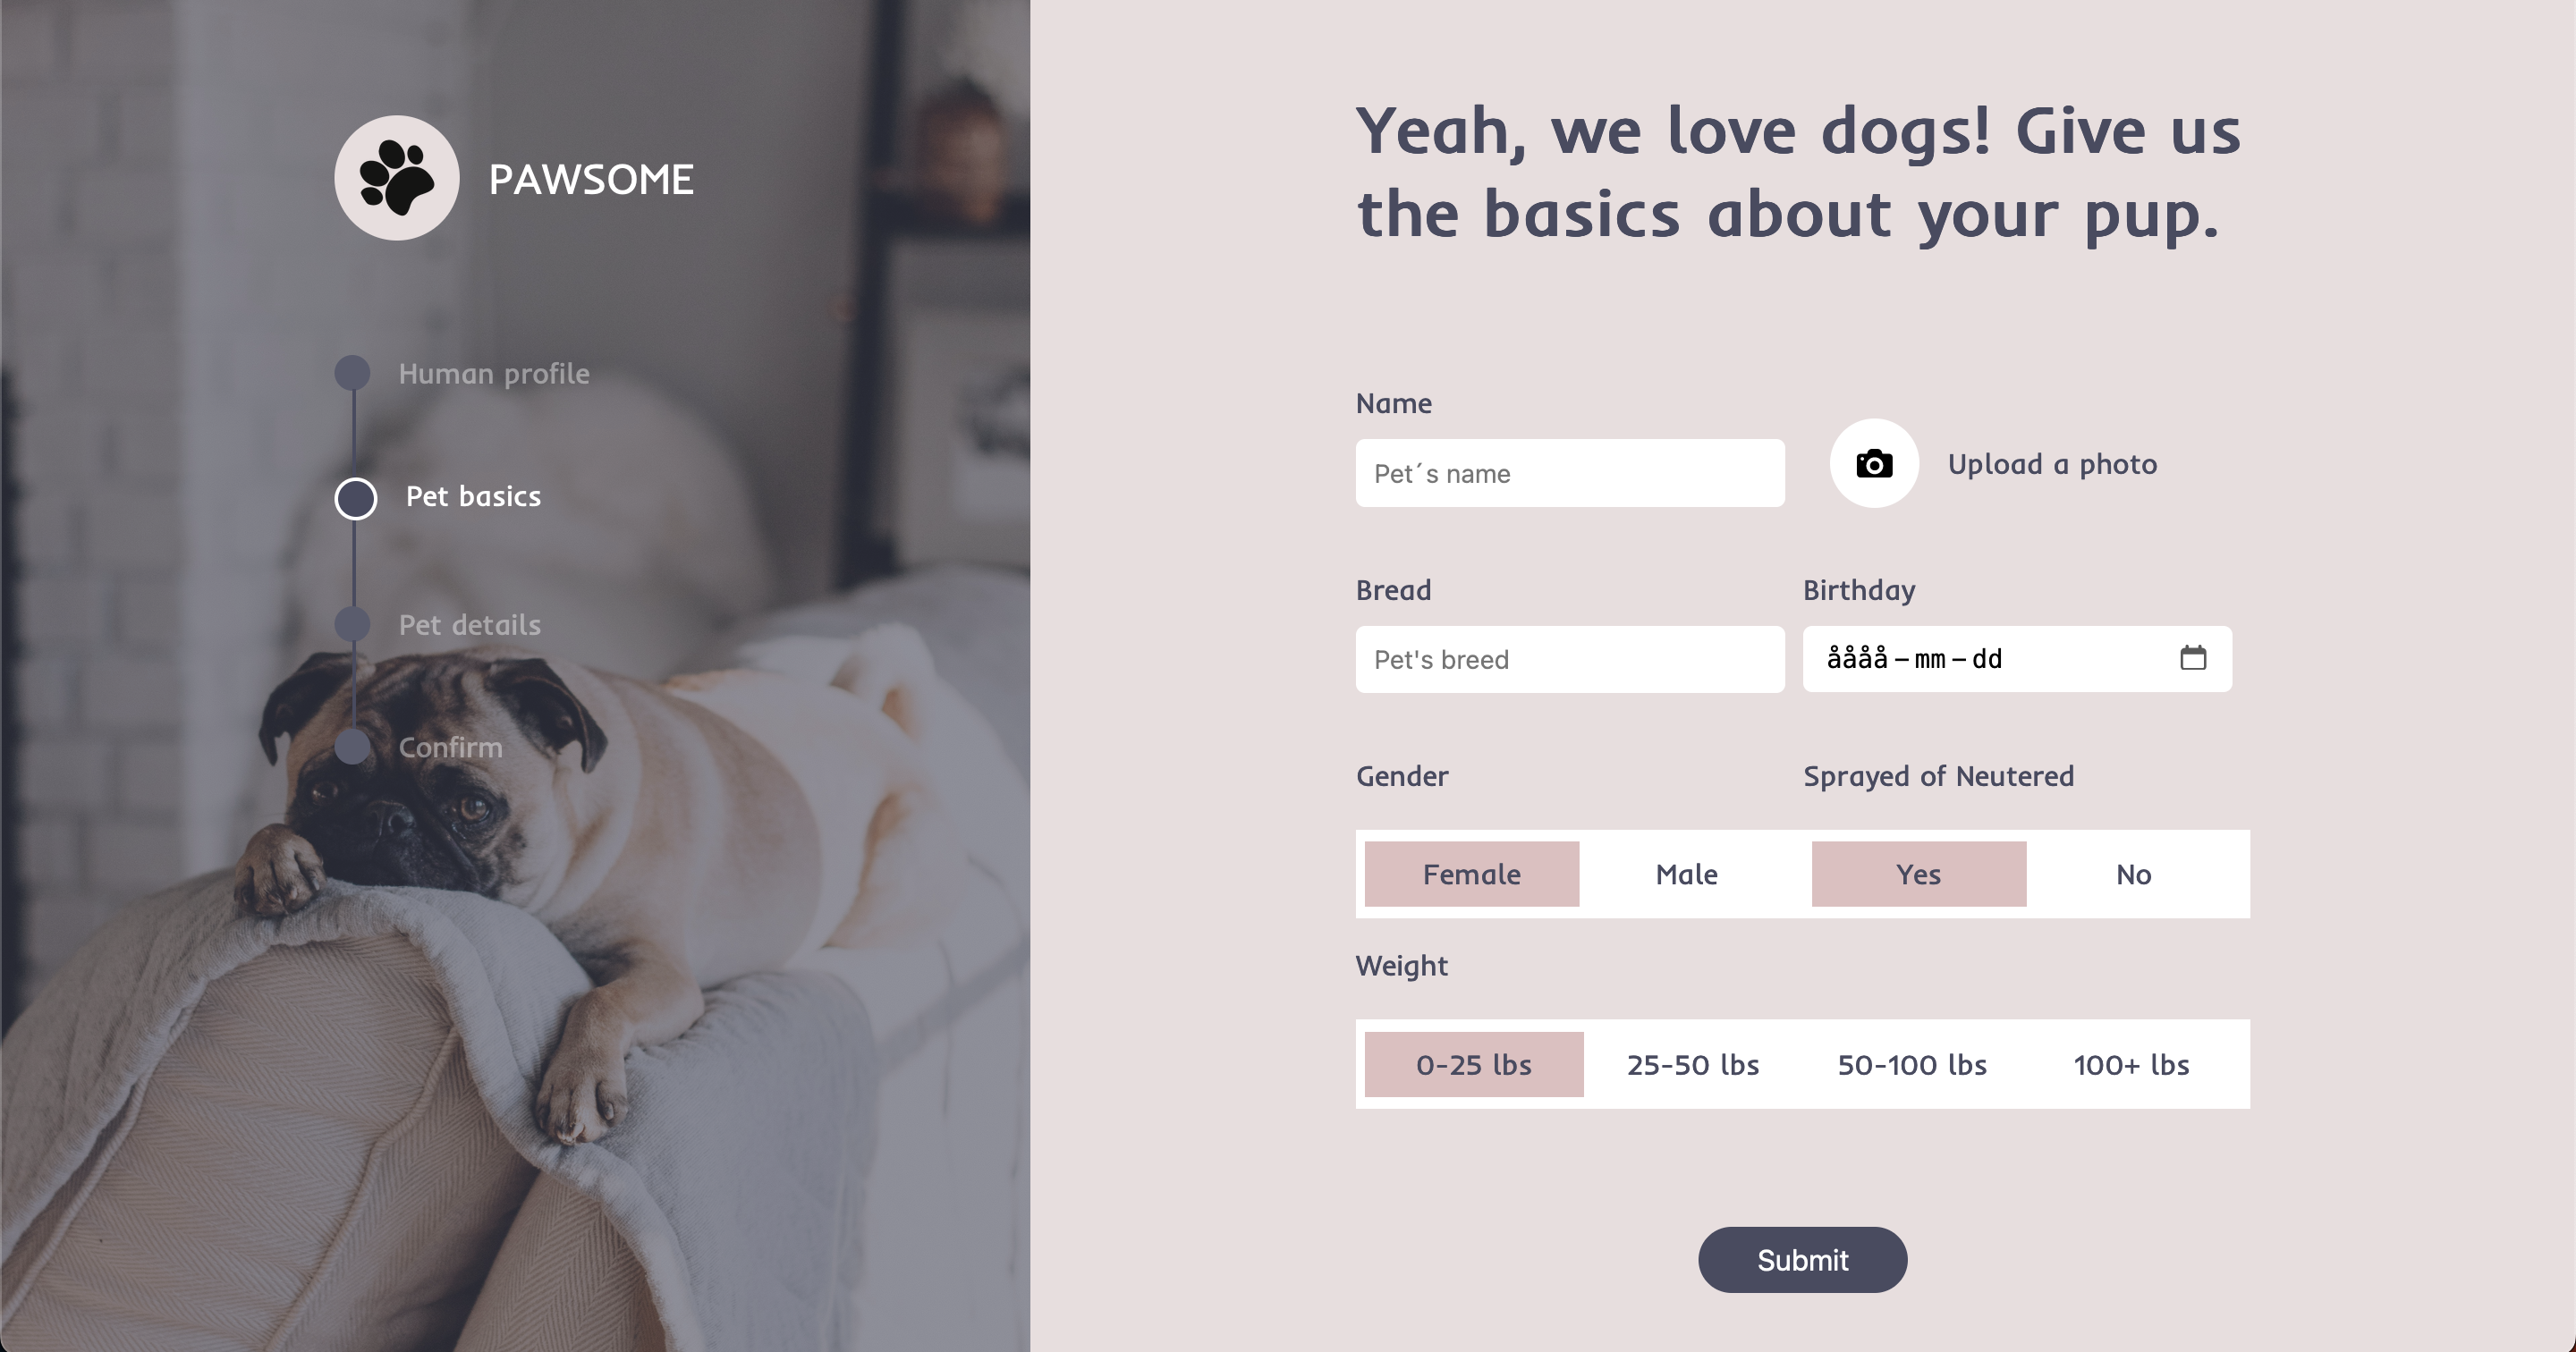 PAWSOME
Human profile
Pet basics
Pet details
Confirm
Yeah, we love dogs! Give us
the basics about your pup.
Name
Pet´s name
Upload a photo
Bread
Birthday
Pet's breed
åååå-mm-dd
Gender
Sprayed of Neutered
Female Male Yes No
Weight
0-25 lbs 25-50 lbs 50-100 lbs 100+ lbs
Submit